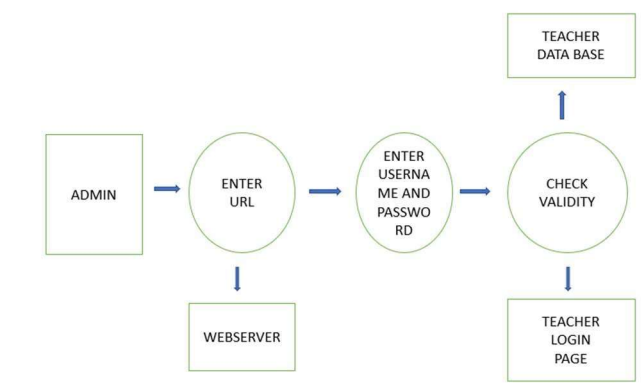 TEACHER
DATA BASE
ADMIN
ENTER
URL
ENTER
USERNA
ME AND
PASSWO
RD
CHECK
VALIDITY
WEBSERVER
TEACHER
LOGIN
PAGE